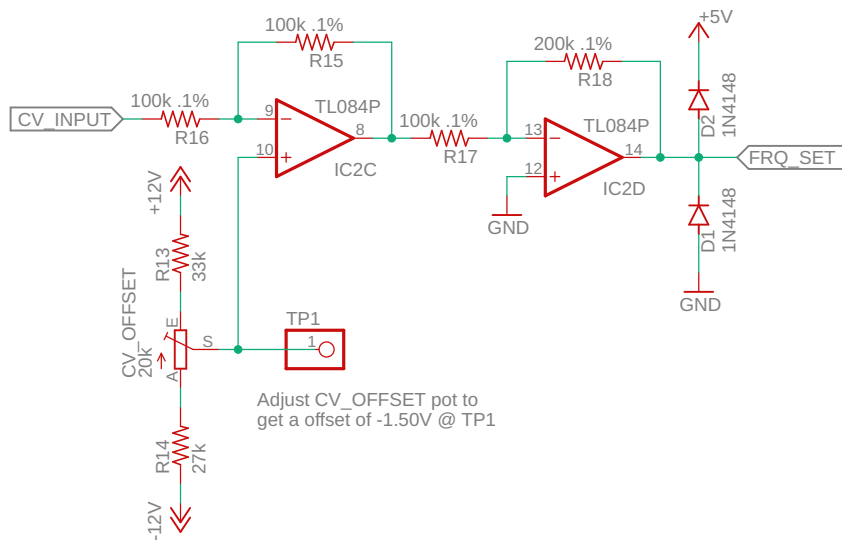 +5V
100k .1%
R15
200k .1%
R18
CV_INPUT
100k .1%
R16
TL084P
9
8
10
IC2C
100k .1%
R17
TL084P
13
14
12
IC2D
D2
1N4148
FRQ_SET
GND
D1
1N4148
GND
+12V
R13
33k
CV_OFFSET
20k
E
S
A
TP1
1
Adjust CV_OFFSET pot to
get a offset of -1.50V @ TP1
R14
27k
-12V